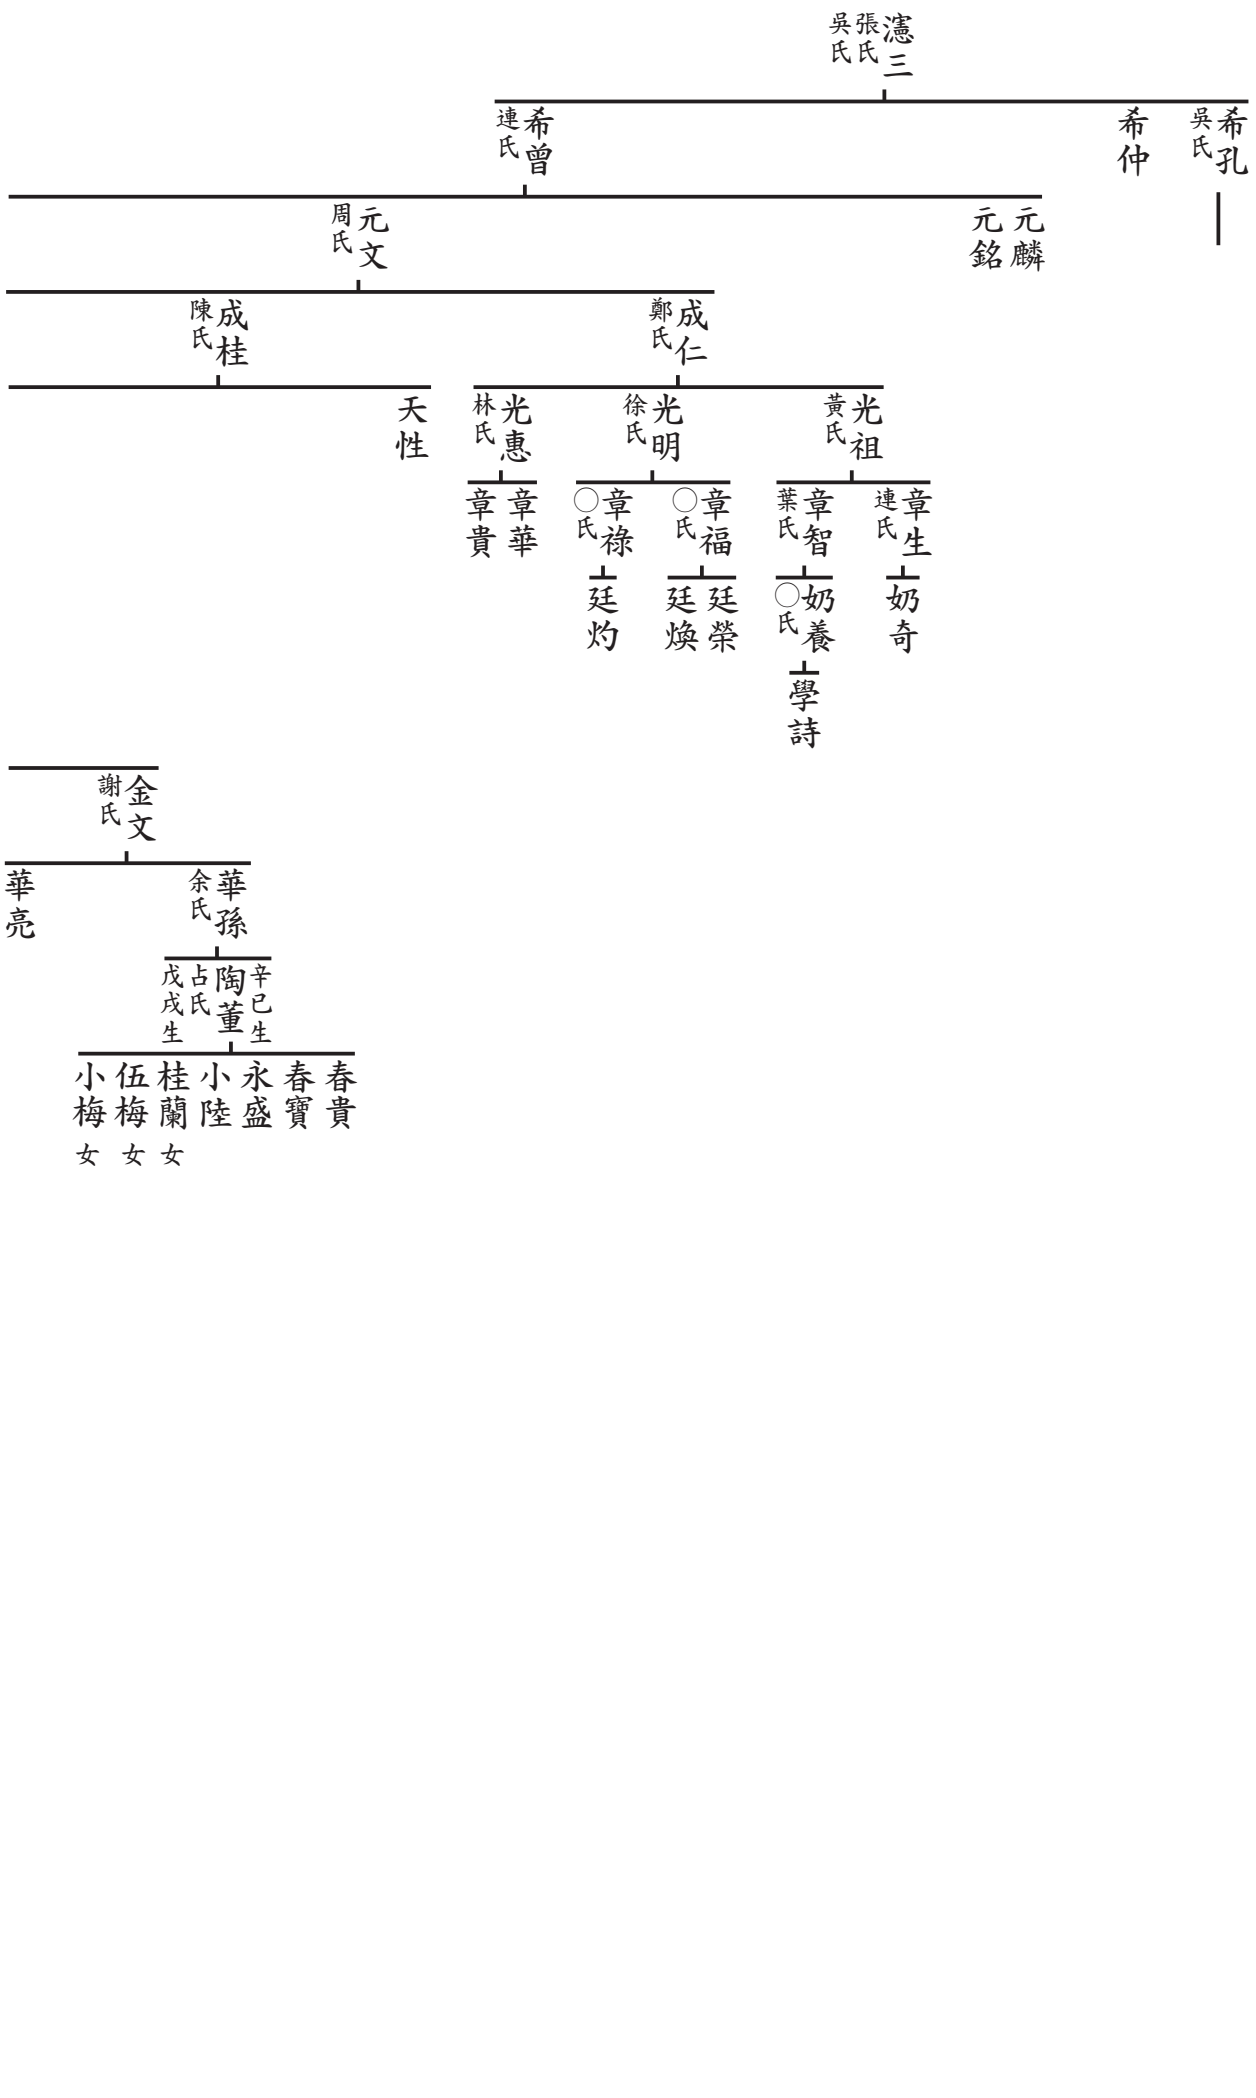 瀗三
張氏
吳氏
希孔
吳氏
希仲
希曾
連氏
元麟
元銘
元文
周氏
成仁
鄭氏
成桂
陳氏
光祖
黃氏
光明
徐氏
光惠
林氏
天性
章生
連氏
章智
葉氏
章福
〇氏
章祿
〇氏
章華
章貴
奶奇
奶養
〇氏
廷榮
廷煥
廷灼
學詩
金文
謝氏
華孫
余氏
華亮
辛巳生
陶董
占氏
戊戌生
春貴
春寶
永盛
小陸
桂蘭 女
伍梅 女
小梅 女